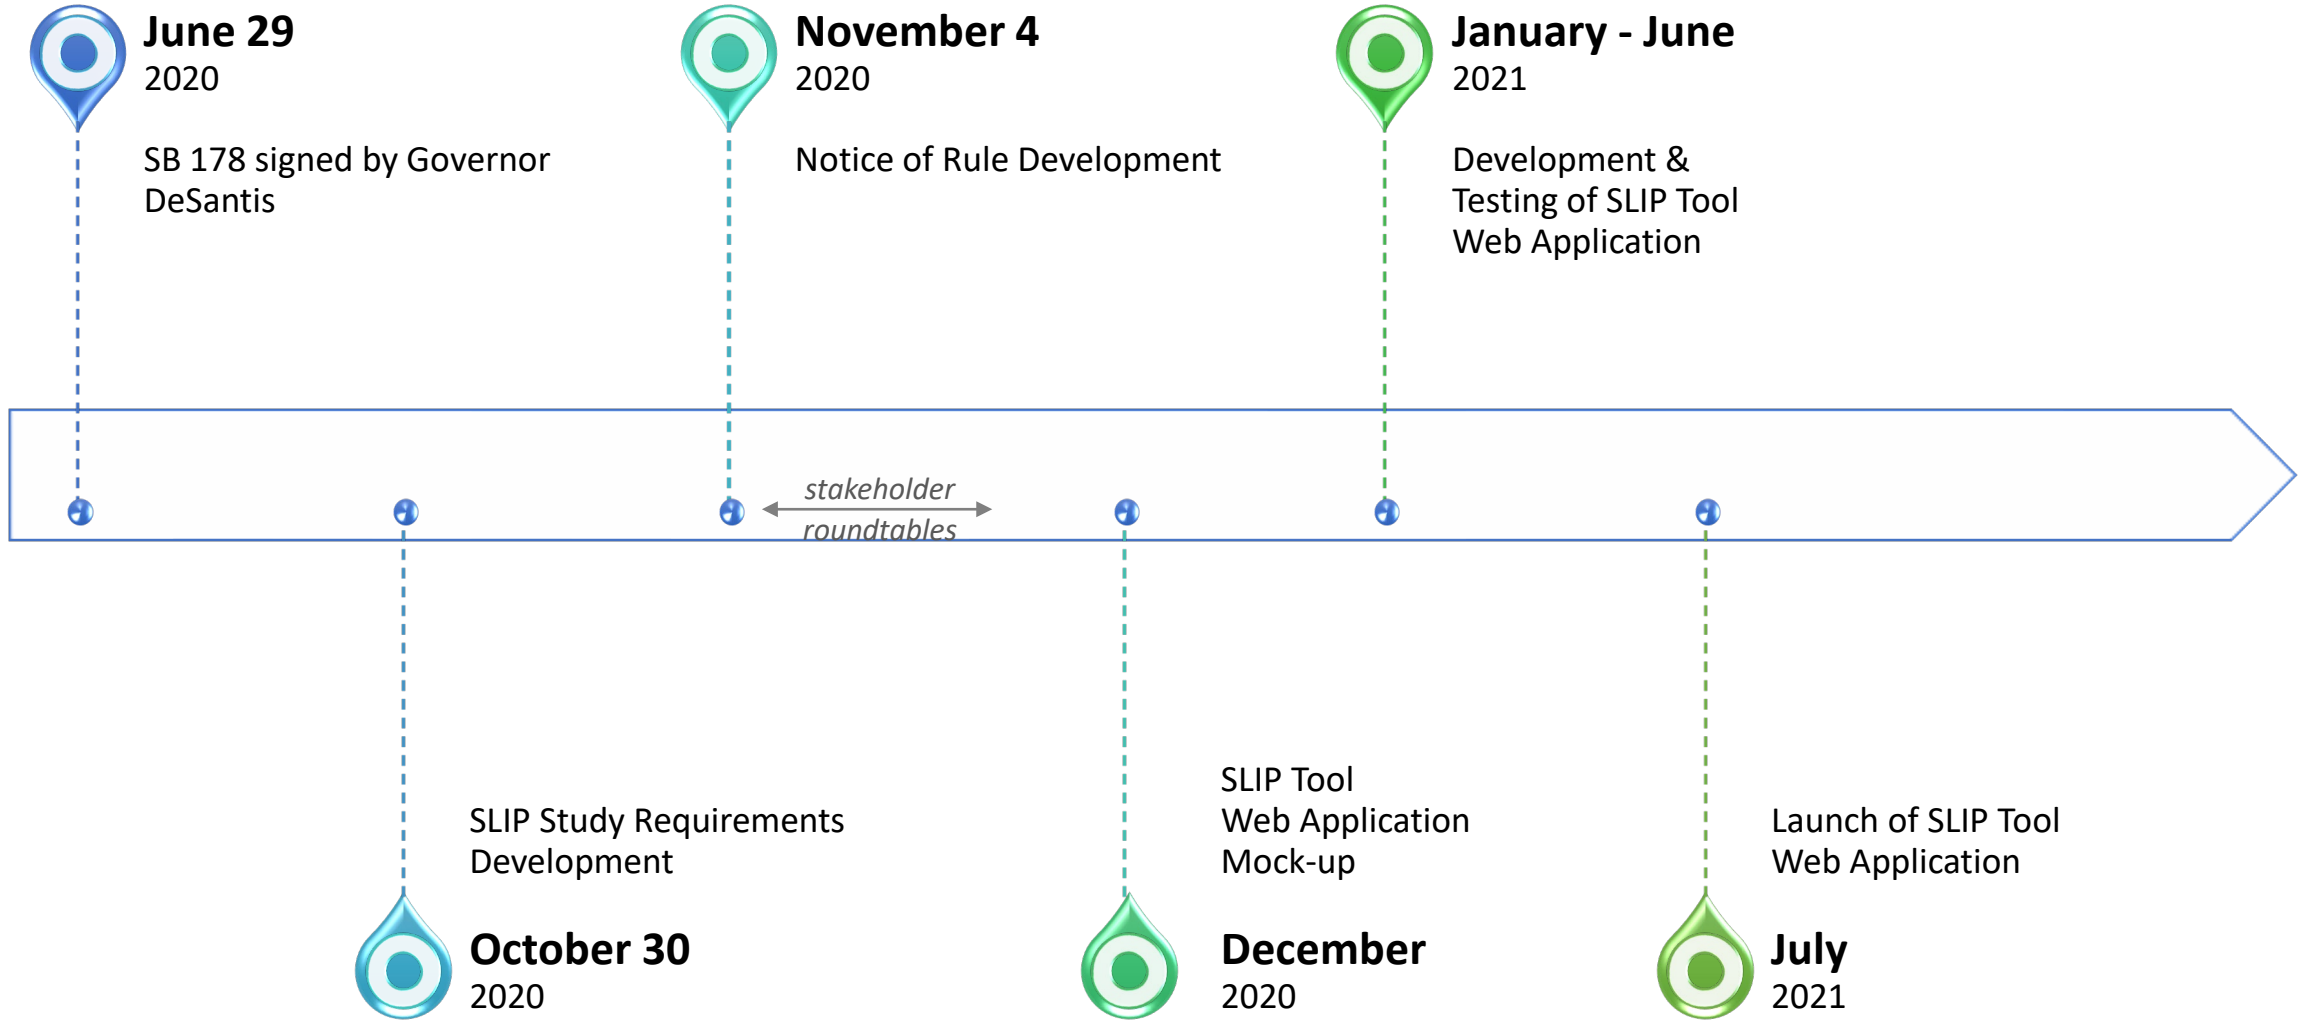 June 29
2020
SB 178 signed by Governor
DeSantis
November 4
2020
Notice of Rule Development
January - June
2021
Development &
Testing of SLIP Tool
Web Application
stakeholder
roundtables
SLIP Study Requirements
Development
October 30
2020
SLIP Tool
Web Application
Mock-up
December
2020
Launch of SLIP Tool
Web Application
July
2021